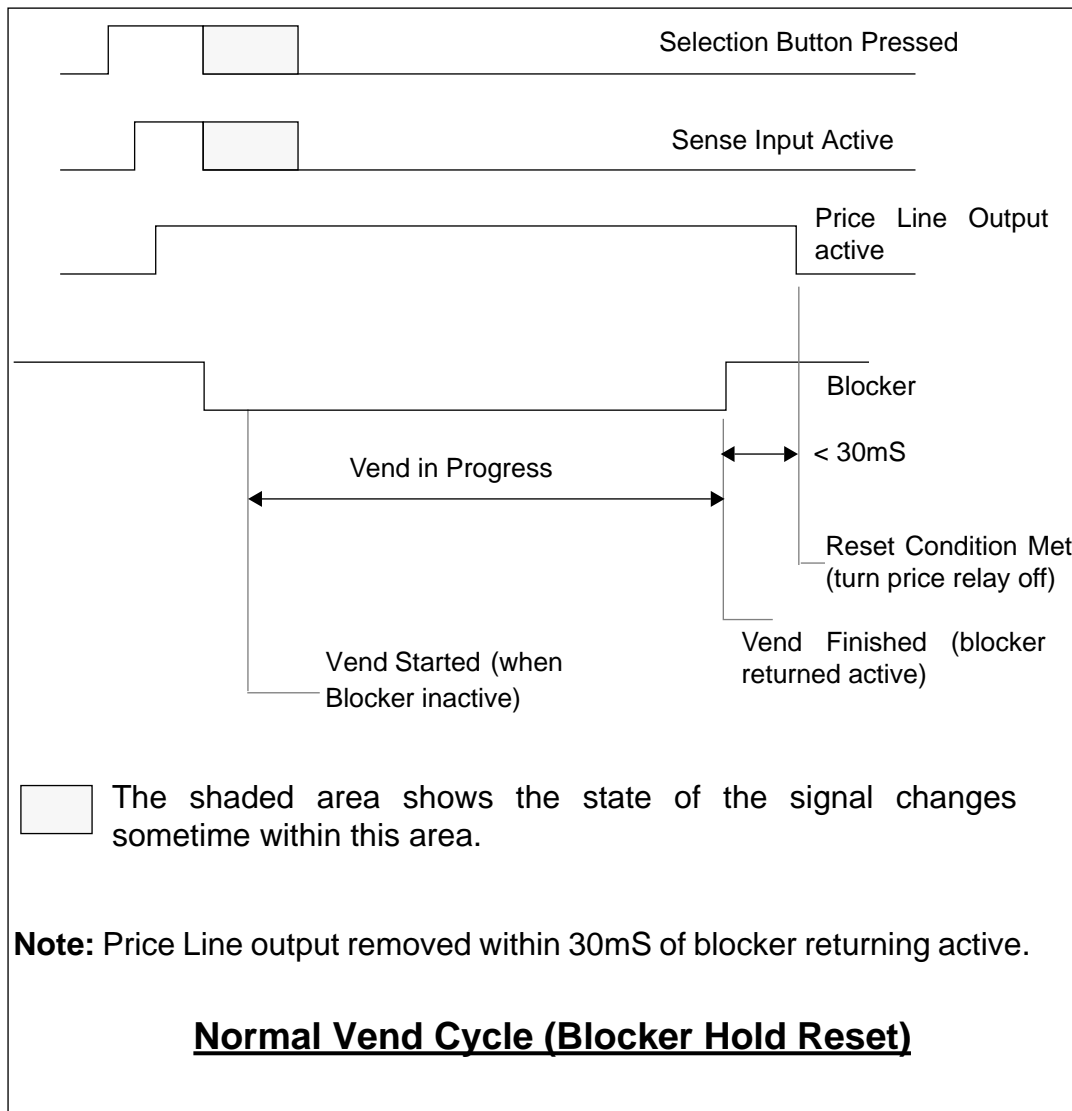 Selection Button Pressed
Sense Input Active
Price Line Output
active
Blocker
< 30mS
Vend in Progress
Reset Condition Met
(turn price relay off)
Vend Finished (blocker
returned active)
Vend Started (when
Blocker inactive)
The shaded area shows the state of the signal changes
sometime within this area.
Note: Price Line output removed within 30mS of blocker returning active.
Normal Vend Cycle (Blocker Hold Reset)